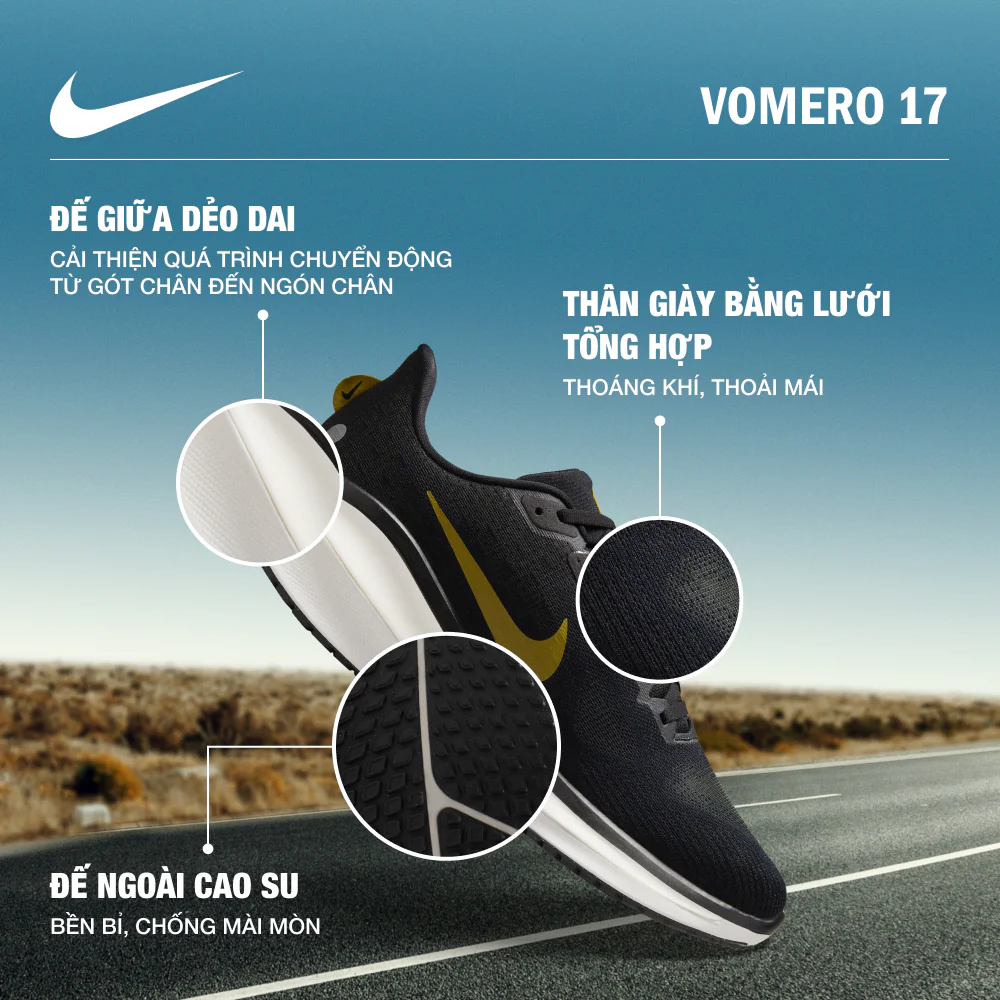 VOMERO 17
ĐẾ GIỮA DẺO DAI
CẢI THIỆN QUÁ TRÌNH CHUYỂN ĐỘNG
TỪ GÓT CHÂN ĐẾN NGÓN CHÂN
THÂN GIÀY BẰNG LƯỚI
TỔNG HỢP
THOÁNG KHÍ, THOẢI MÁI
ĐẾ NGOÀI CAO SU
BỀN BỈ, CHỐNG MÀI MÒN